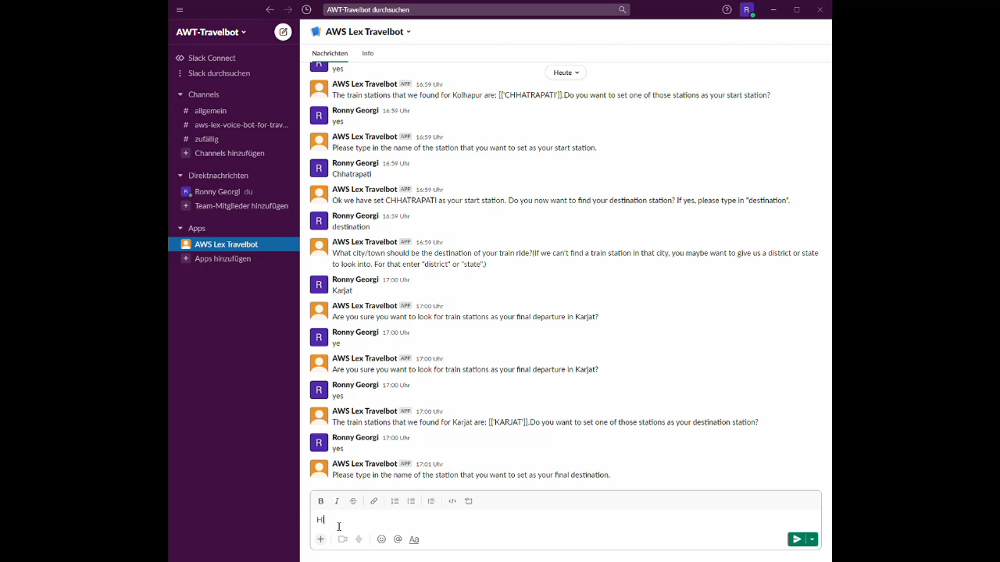 AWT-Travelbot durchsuchen
R
AWT-Travelbot
Slack Connect
Slack durchsuchen
Channels
# allgemein
# aws-lex-voice-bot-for-trav...
# zufällig
+ Channels hinzufügen
Direktnachrichten
R Ronny Georgi du
+ Team-Mitglieder hinzufügen
Apps
AWS Lex Travelbot
+ Apps hinzufügen
AWS Lex Travelbot
Nachrichten Info
Heute
R
yes
AWS Lex Travelbot APP 16:59 Uhr
The train stations that we found for Kolhapur are: [['CHHATRAPATI']].Do you want to set one of those stations as your start station?
R Ronny Georgi 16:59 Uhr
yes
AWS Lex Travelbot APP 16:59 Uhr
Please type in the name of the station that you want to set as your start station.
R Ronny Georgi 16:59 Uhr
Chhatrapati
AWS Lex Travelbot APP 16:59 Uhr
Ok we have set CHHATRAPATI as your start station. Do you now want to find your destination station? If yes, please type in "destination".
R Ronny Georgi 16:59 Uhr
destination
AWS Lex Travelbot APP 16:59 Uhr
What city/town should be the destination of your train ride?(If we can't find a train station in that city, you maybe want to give us a district or state
to look into. For that enter "district" or "state".)
R Ronny Georgi 17:00 Uhr
Karjat
AWS Lex Travelbot APP 17:00 Uhr
Are you sure you want to look for train stations as your final departure in Karjat?
R Ronny Georgi 17:00 Uhr
ye
AWS Lex Travelbot APP 17:00 Uhr
Are you sure you want to look for train stations as your final departure in Karjat?
R Ronny Georgi 17:00 Uhr
yes
AWS Lex Travelbot APP 17:00 Uhr
The train stations that we found for Karjat are: [['KARJAT']].Do you want to set one of those stations as your destination station?
R Ronny Georgi 17:00 Uhr
yes
AWS Lex Travelbot APP 17:01 Uhr
Please type in the name of the station that you want to set as your final destination.
B I S
Hi
+ @ Aa